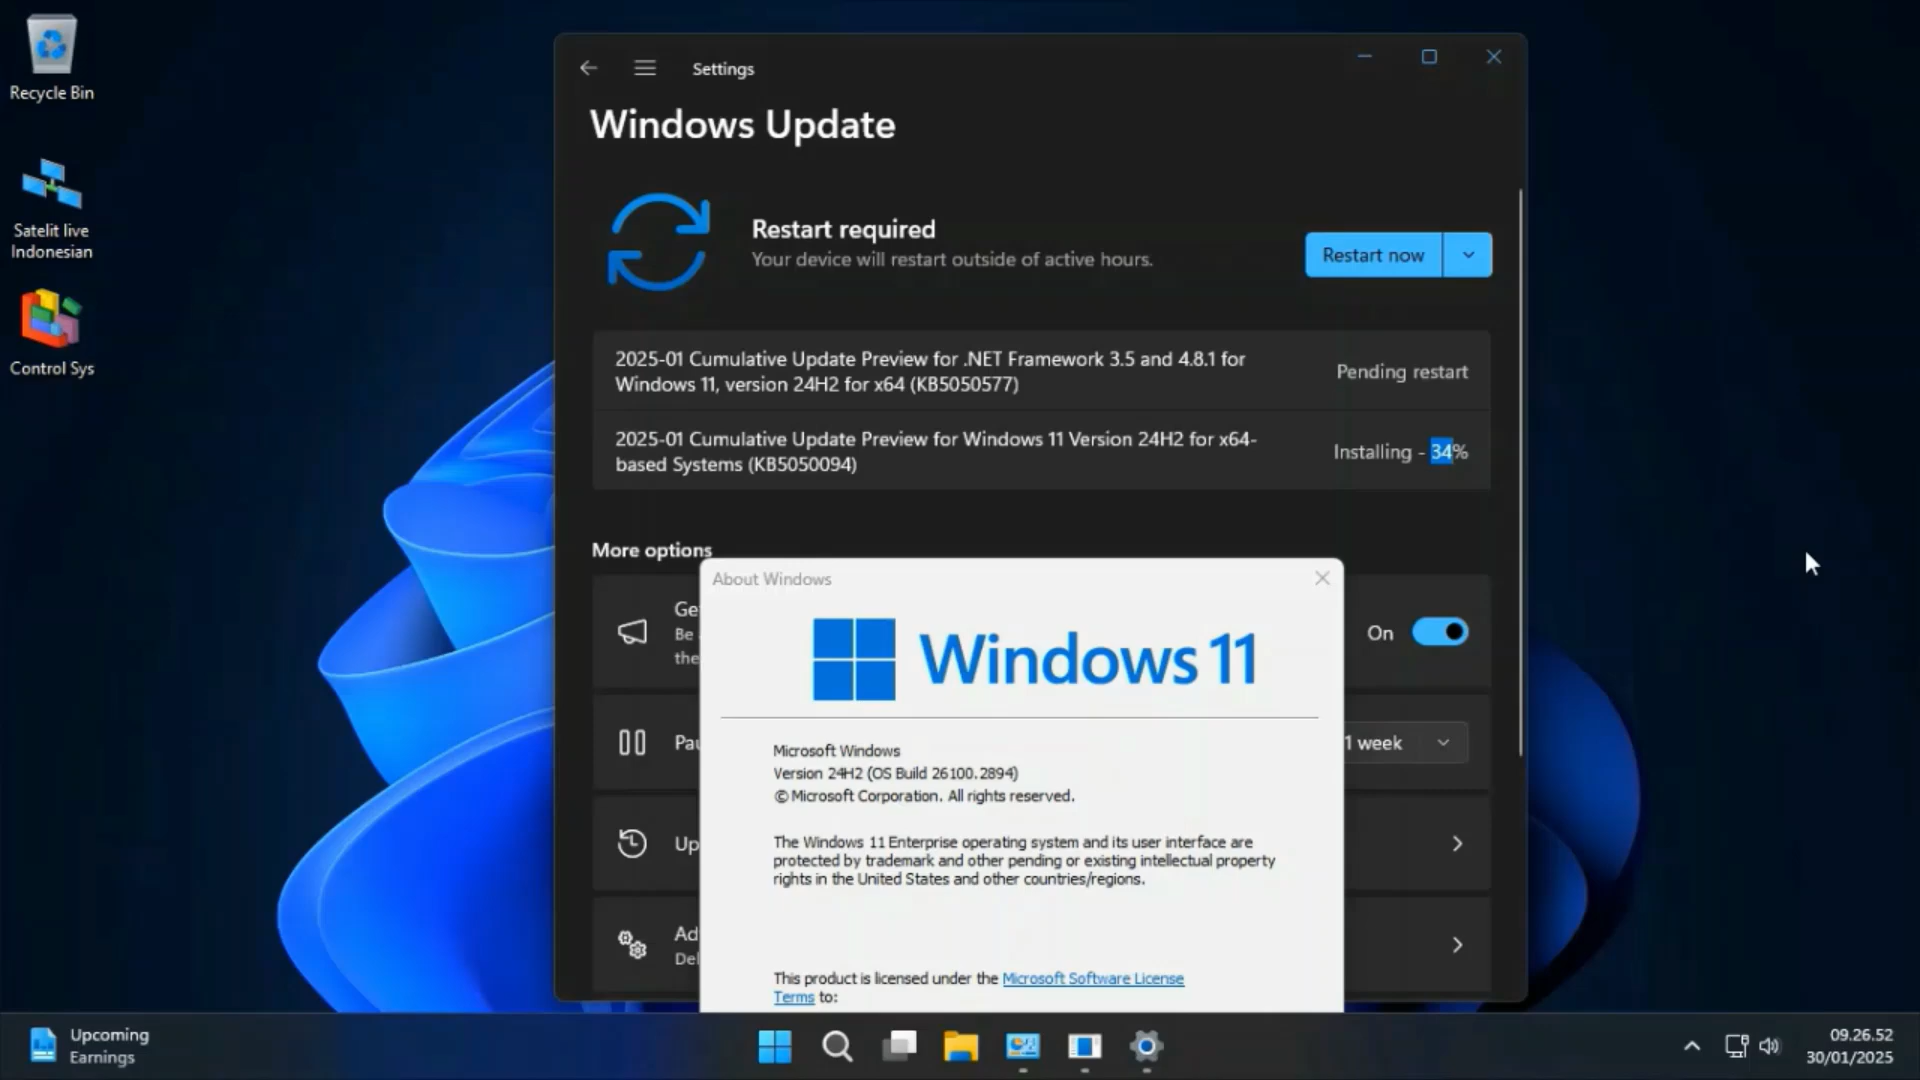 Recycle Bin
Satelit live
Indonesian
Control Sys
Settings
Windows Update
Restart required
Your device will restart outside of active hours.
Restart now
2025-01 Cumulative Update Preview for .NET Framework 3.5 and 4.8.1 for
Windows 11, version 24H2 for x64 (KB5050577)
Pending restart
2025-01 Cumulative Update Preview for Windows 11 Version 24H2 for x64-
based Systems (KB5050094)
Installing - 34%
More options
Ge
Be
the
On
Pau
1 week
Up
Ad
Del
About Windows
Windows 11
Microsoft Windows
Version 24H2 (OS Build 26100.2894)
© Microsoft Corporation. All rights reserved.
The Windows 11 Enterprise operating system and its user interface are
protected by trademark and other pending or existing intellectual property
rights in the United States and other countries/regions.
This product is licensed under the Microsoft Software License
Terms to:
Upcoming
Earnings
09.26.52
30/01/2025